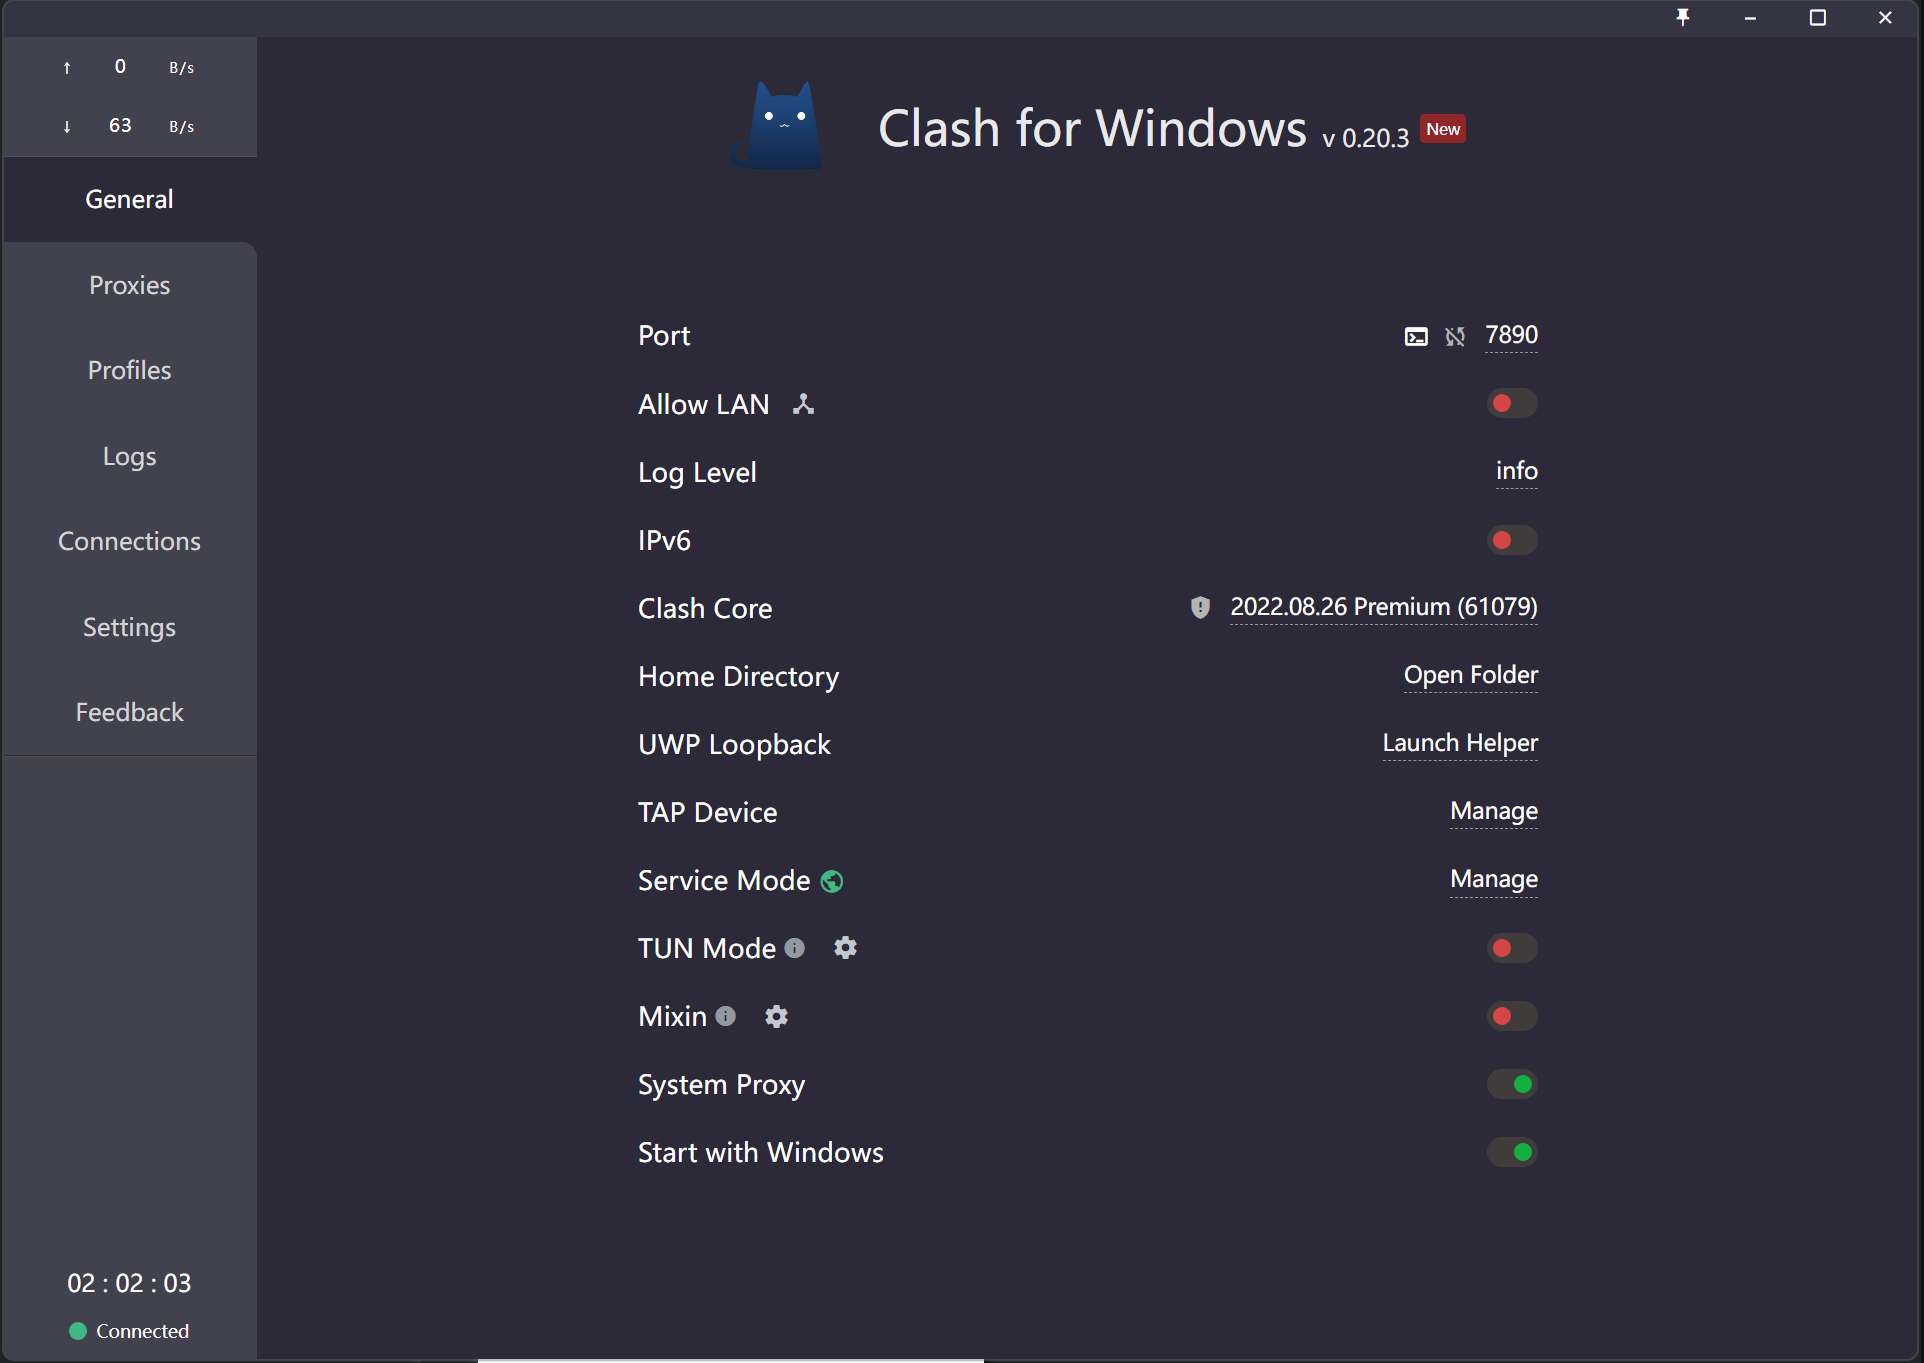 ↑ 0 B/s
↓ 63 B/s
General
Proxies
Profiles
Logs
Connections
Settings
Feedback
02 : 02 : 03
Connected
Clash for Windows v 0.20.3 New
Port 7890
Allow LAN
Log Level info
IPv6
Clash Core 2022.08.26 Premium (61079)
Home Directory Open Folder
UWP Loopback Launch Helper
TAP Device Manage
Service Mode Manage
TUN Mode
Mixin
System Proxy
Start with Windows